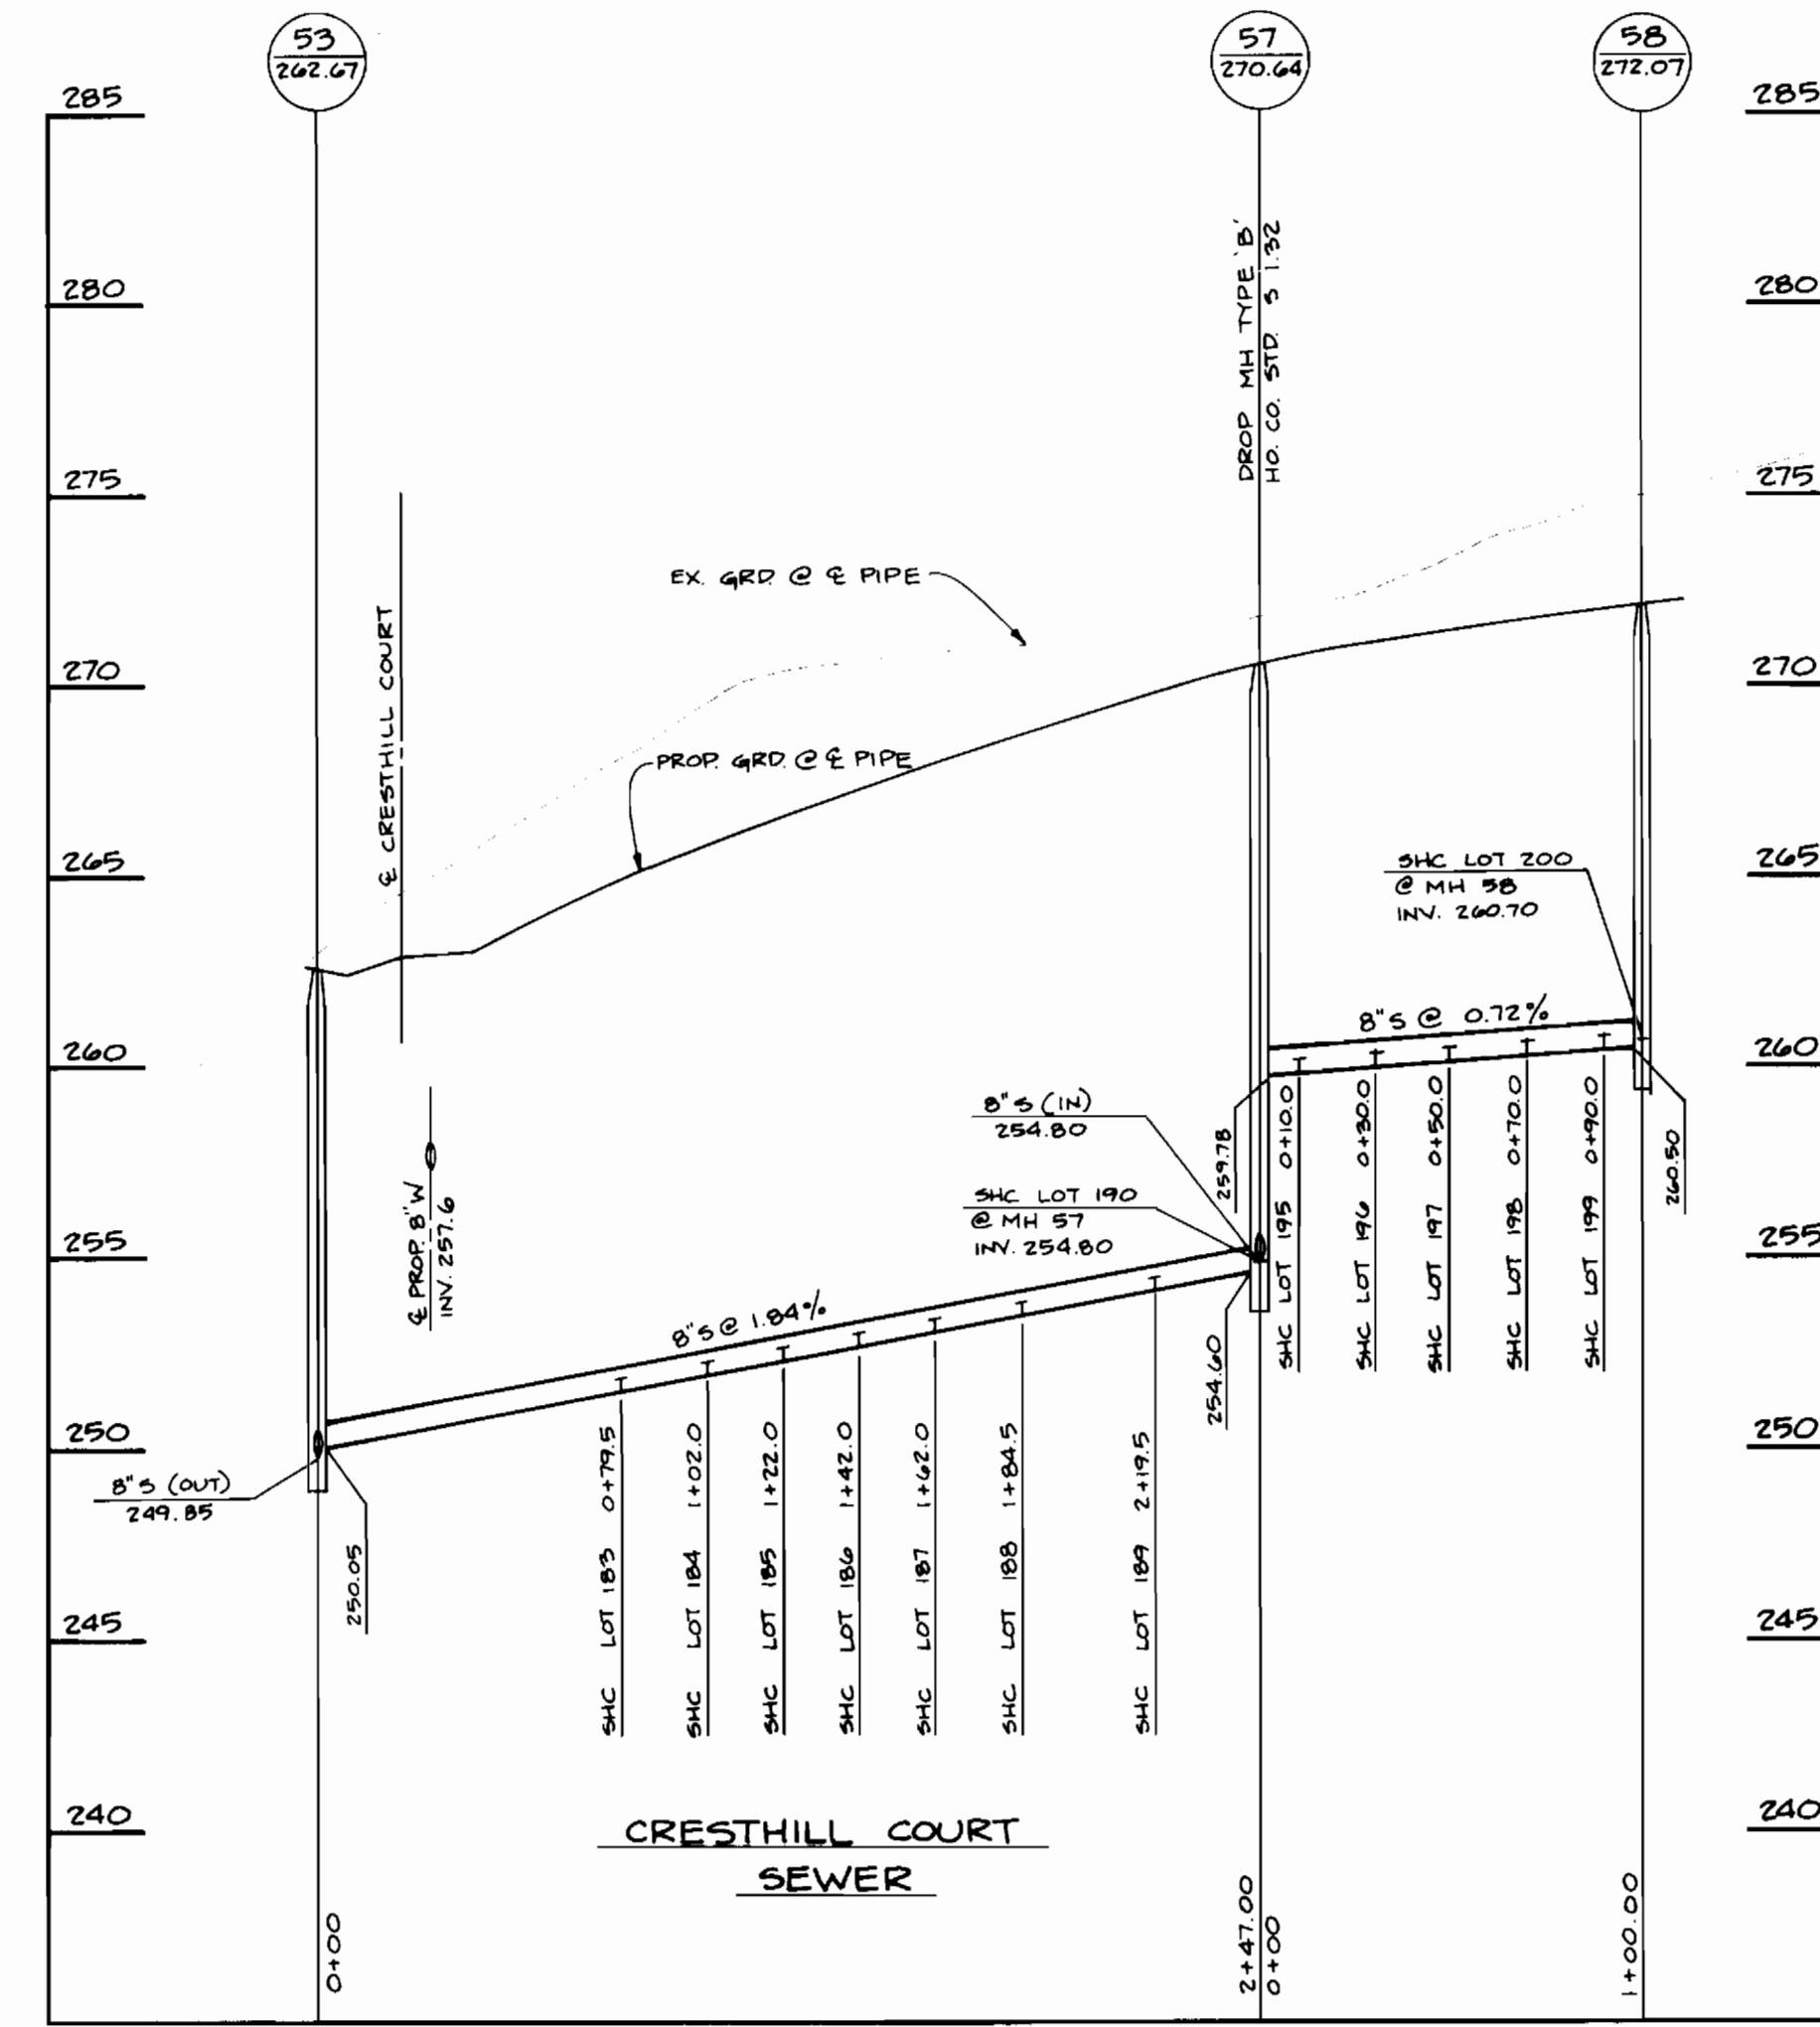 53
262.67
57
270.64
58
272.07
285
280
275
270
265
260
255
250
245
240
285
280
275
270
265
260
255
250
245
240
DROP MH TYPE 'B'
HO. CO. STD. S 1.32
EX. GRD. @ ℄ PIPE
℄ CRESTHILL COURT
PROP. GRD. @ ℄ PIPE
SHC LOT 200
@ MH 58
INV. 260.70
8"S @ 0.72%
8"S (IN)
254.80
259.78
SHC LOT 195 0+10.0
SHC LOT 196 0+30.0
SHC LOT 197 0+50.0
SHC LOT 198 0+70.0
SHC LOT 199 0+90.0
260.50
℄ PROP. 8"W
INV. 257.6
SHC LOT 190
@ MH 57
INV. 254.80
8"S @ 1.84%
254.60
8"S (OUT)
249.85
250.05
SHC LOT 183 0+79.5
SHC LOT 184 1+02.0
SHC LOT 185 1+22.0
SHC LOT 186 1+42.0
SHC LOT 187 1+62.0
SHC LOT 188 1+84.5
SHC LOT 189 2+19.5
CRESTHILL COURT
SEWER
0+00
2+47.00
0+00
1+00.00